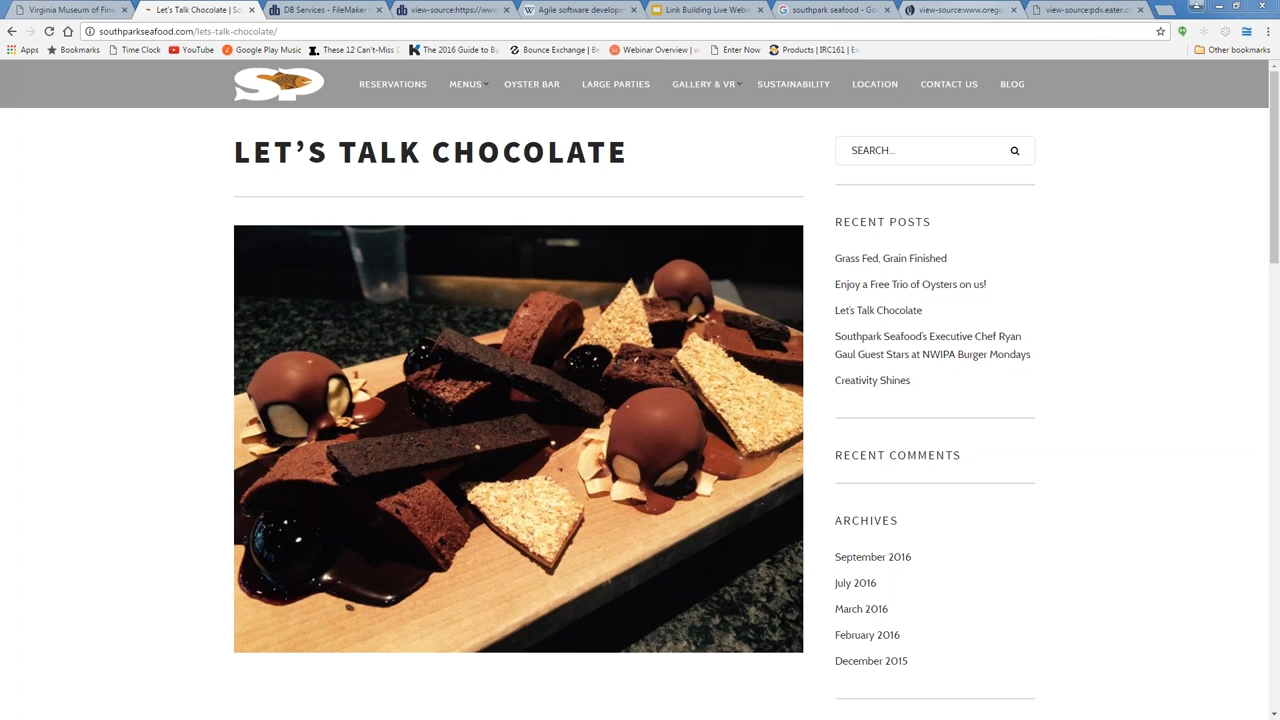 Virginia Museum of Fine
Let's Talk Chocolate | So
DB Services - FileMaker
view-source:https://www.
Agile software developm
Link Building Live Webin
southpark seafood - Goo
view-source:www.orego
view-source:pdx.eater.c
southparkseafood.com/lets-talk-chocolate/
Apps
Bookmarks
Time Clock
YouTube
Google Play Music
These 12 Can't-Miss
The 2016 Guide to Bu
Bounce Exchange | Be
Webinar Overview | w
Enter Now
Products | IRC161 | Ex
Other bookmarks
SP
RESERVATIONS
MENUS
OYSTER BAR
LARGE PARTIES
GALLERY & VR
SUSTAINABILITY
LOCATION
CONTACT US
BLOG
LET'S TALK CHOCOLATE
SEARCH...
RECENT POSTS
Grass Fed, Grain Finished
Enjoy a Free Trio of Oysters on us!
Let's Talk Chocolate
Southpark Seafood's Executive Chef Ryan
Gaul Guest Stars at NWIPA Burger Mondays
Creativity Shines
RECENT COMMENTS
ARCHIVES
September 2016
July 2016
March 2016
February 2016
December 2015